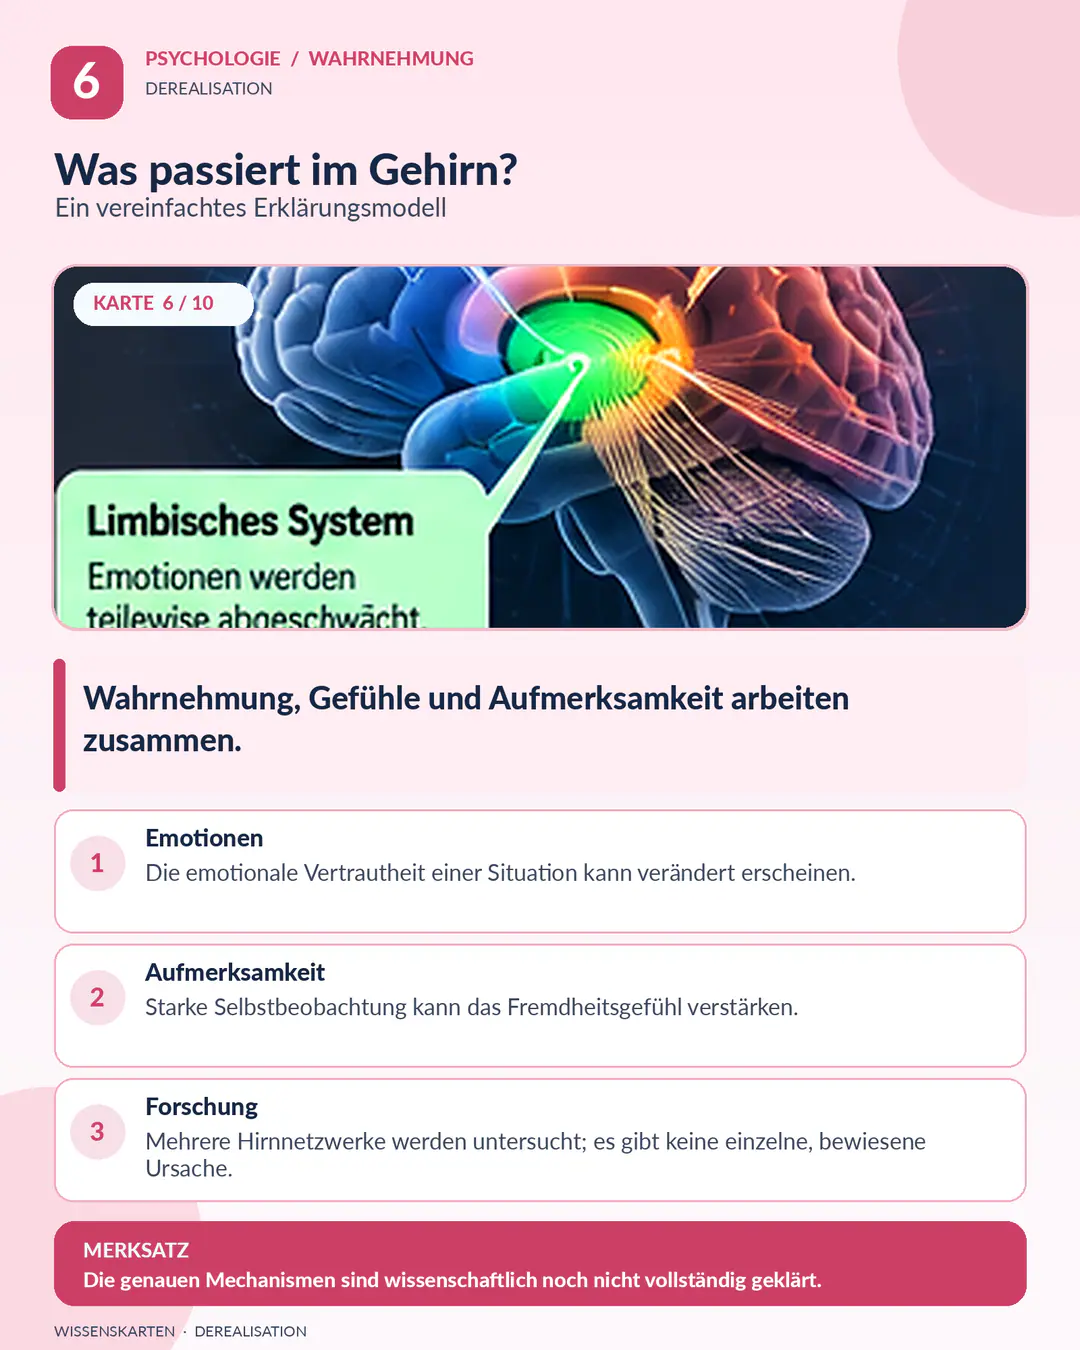 6
PSYCHOLOGIE / WAHRNEHMUNG
DEREALISATION
Was passiert im Gehirn?
Ein vereinfachtes Erklärungsmodell
KARTE 6 / 10
Limbisches System
Emotionen werden
teilewise abgeschwächt.
Wahrnehmung, Gefühle und Aufmerksamkeit arbeiten
zusammen.
1
Emotionen
Die emotionale Vertrautheit einer Situation kann verändert erscheinen.
2
Aufmerksamkeit
Starke Selbstbeobachtung kann das Fremdheitsgefühl verstärken.
3
Forschung
Mehrere Hirnnetzwerke werden untersucht; es gibt keine einzelne, bewiesene
Ursache.
MERKSATZ
Die genauen Mechanismen sind wissenschaftlich noch nicht vollständig geklärt.
WISSENSKARTEN · DEREALISATION